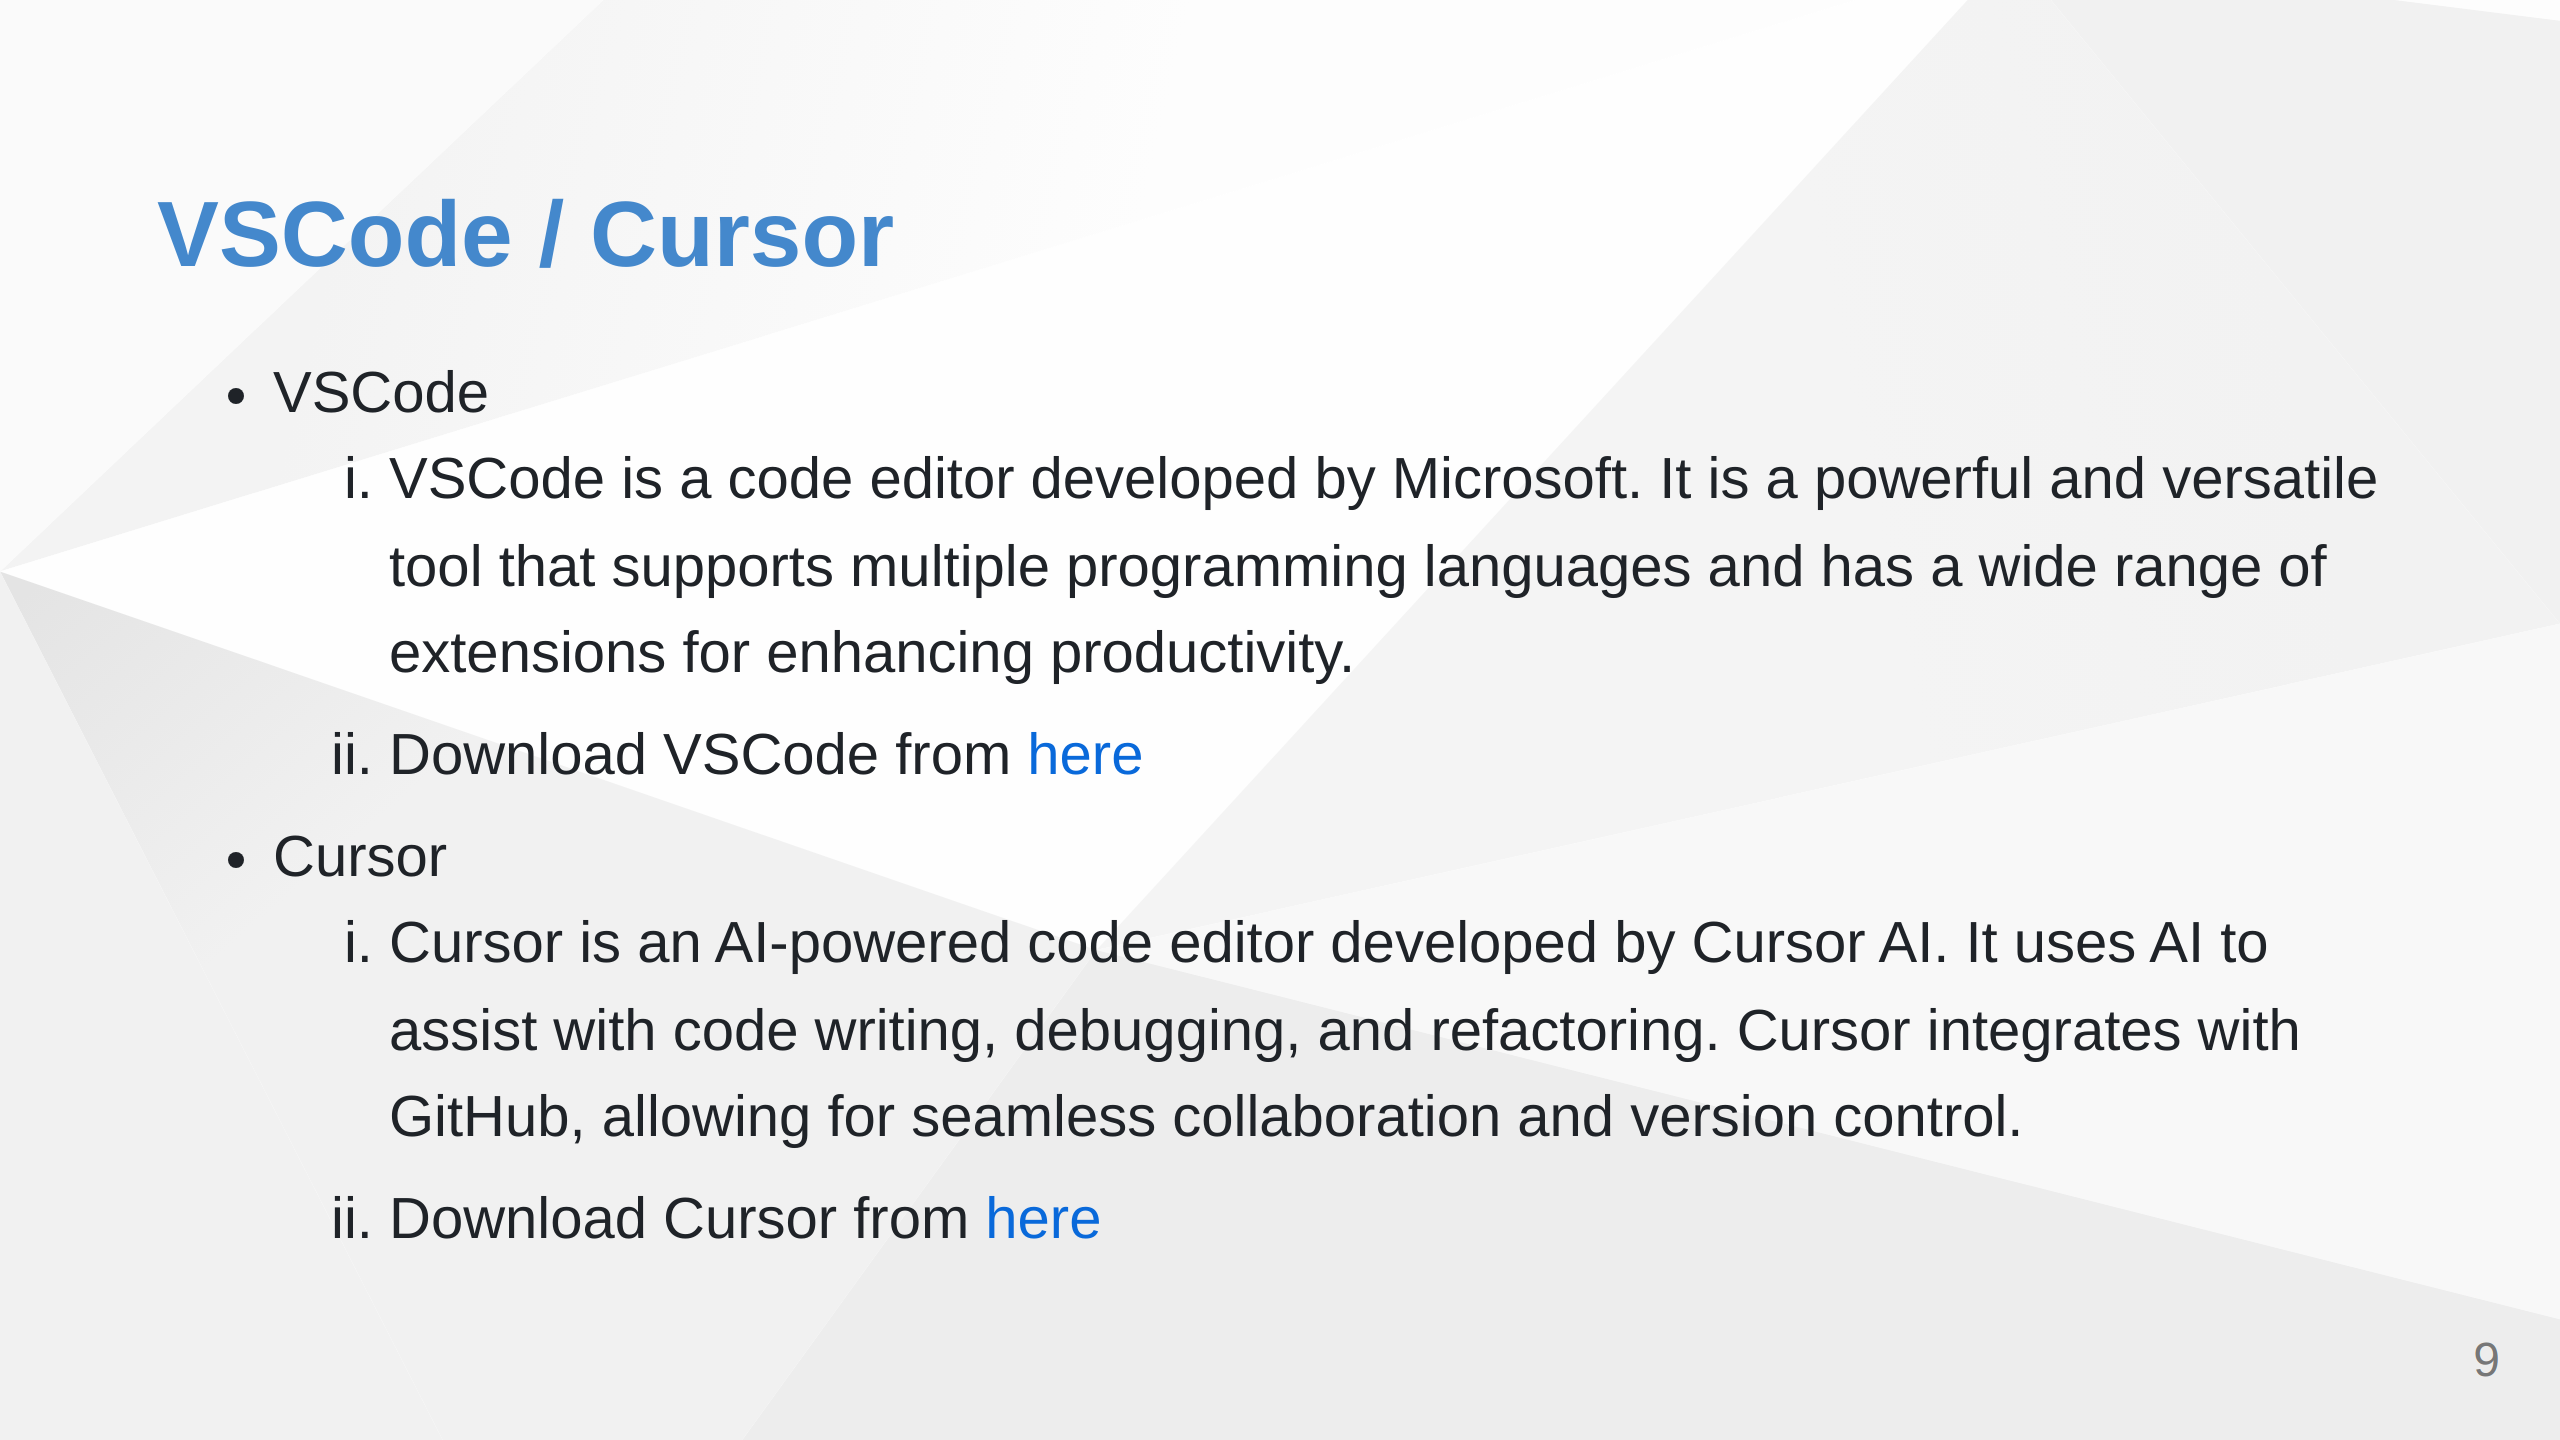 VSCode / Cursor
• VSCode
i. VSCode is a code editor developed by Microsoft. It is a powerful and versatile
tool that supports multiple programming languages and has a wide range of
extensions for enhancing productivity.
ii. Download VSCode from here
• Cursor
i. Cursor is an AI-powered code editor developed by Cursor AI. It uses AI to
assist with code writing, debugging, and refactoring. Cursor integrates with
GitHub, allowing for seamless collaboration and version control.
ii. Download Cursor from here
9